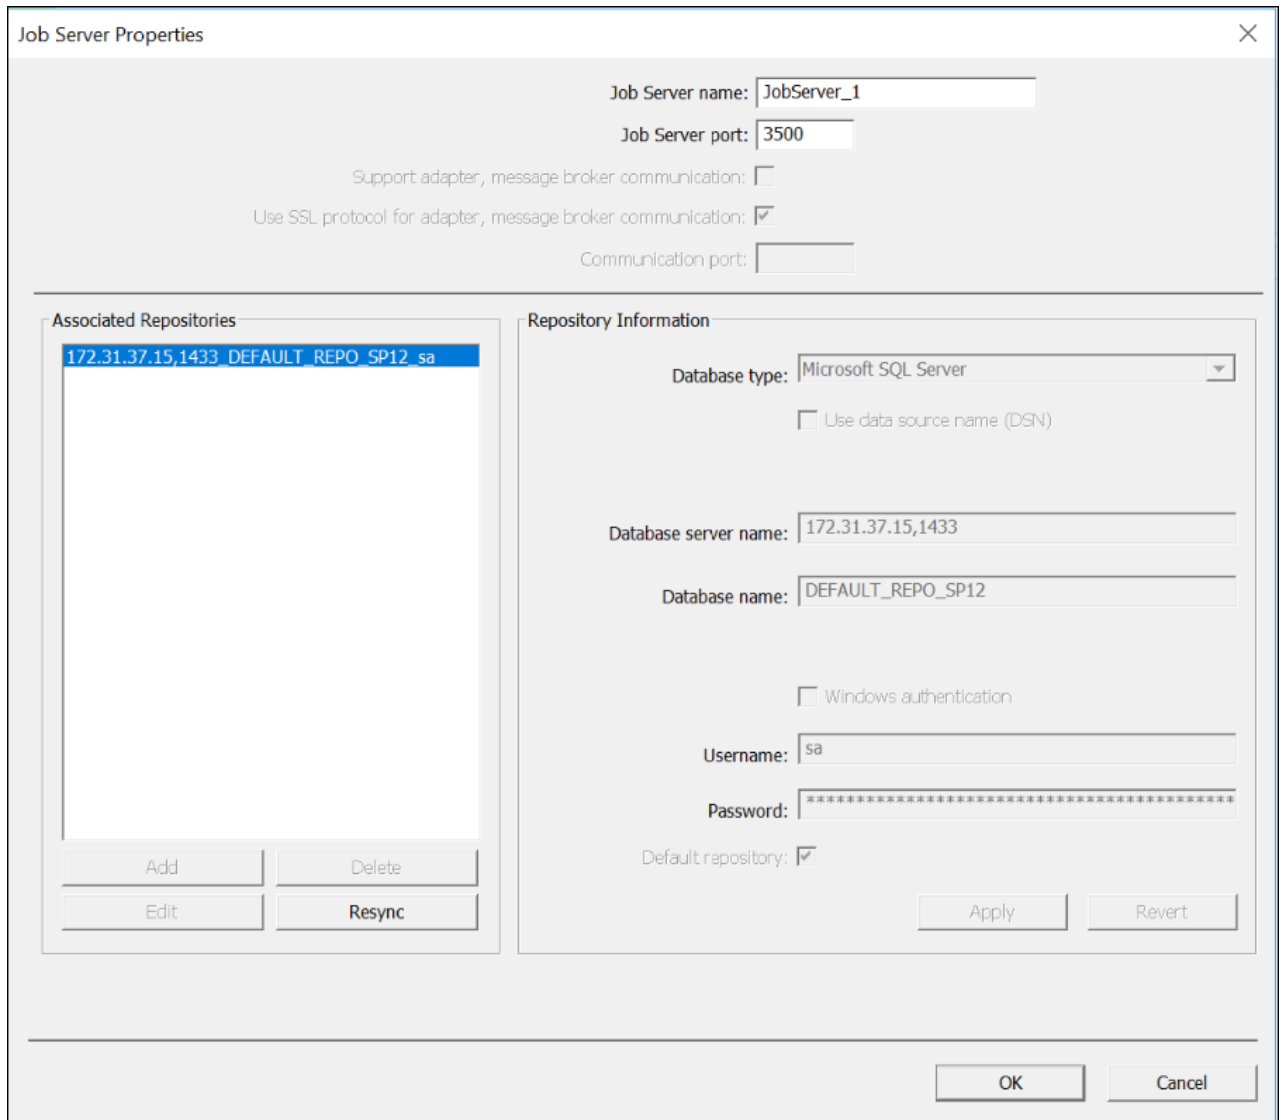 Job Server Properties
Job Server name: JobServer_1
Job Server port: 3500
Support adapter, message broker communication:
Use SSL protocol for adapter, message broker communication:
Communication port:
Associated Repositories
172.31.37.15,1433_DEFAULT_REPO_SP12_sa
Add Delete
Edit Resync
Repository Information
Database type: Microsoft SQL Server
Use data source name (DSN)
Database server name: 172.31.37.15,1433
Database name: DEFAULT_REPO_SP12
Windows authentication
Username: sa
Password: *******************************************
Default repository:
Apply Revert
OK Cancel